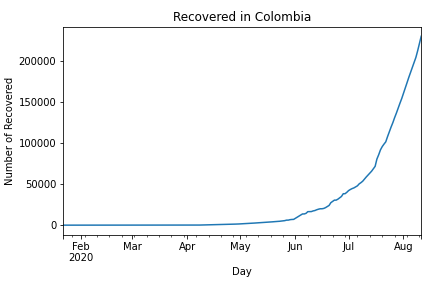 Recovered in Colombia
Number of Recovered
200000
150000
100000
50000
0
Feb
2020
Mar
Apr
May
Jun
Jul
Aug
Day